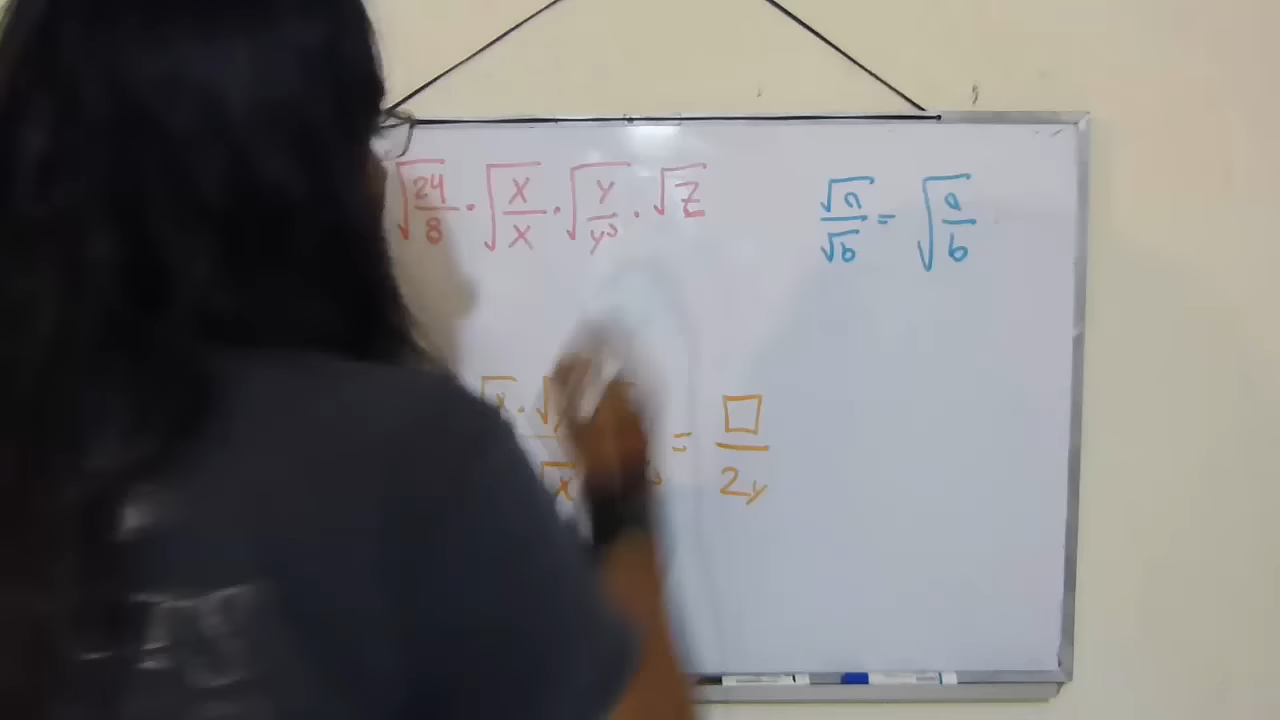 √(24/8) · √(x/x) · √(y/y³) · √z
√a/√b = √(a/b)
√x · √
√x
= □/2y